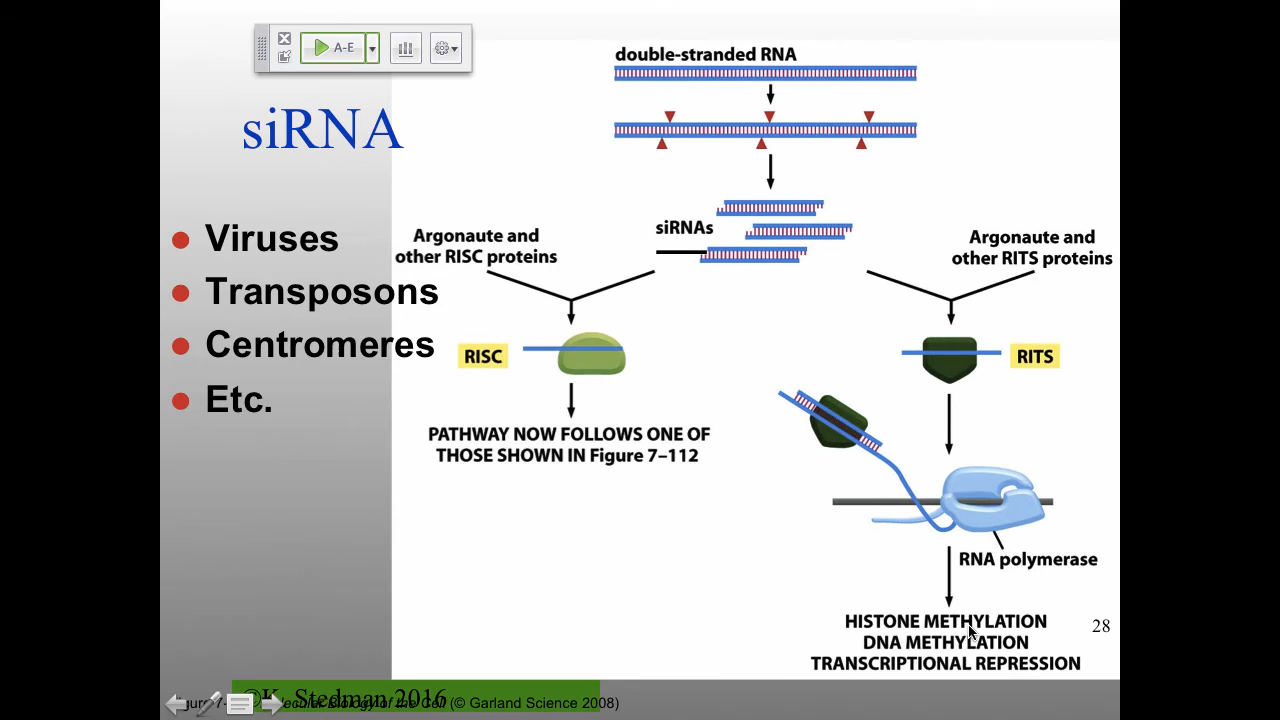 A-E
siRNA
Viruses
Transposons
Centromeres
Etc.
double-stranded RNA
siRNAs
Argonaute and
other RISC proteins
Argonaute and
other RITS proteins
RISC
RITS
PATHWAY NOW FOLLOWS ONE OF
THOSE SHOWN IN Figure 7–112
RNA polymerase
HISTONE METHYLATION
DNA METHYLATION
TRANSCRIPTIONAL REPRESSION
28
©K. Stedman 2016
Biology of the Cell (© Garland Science 2008)